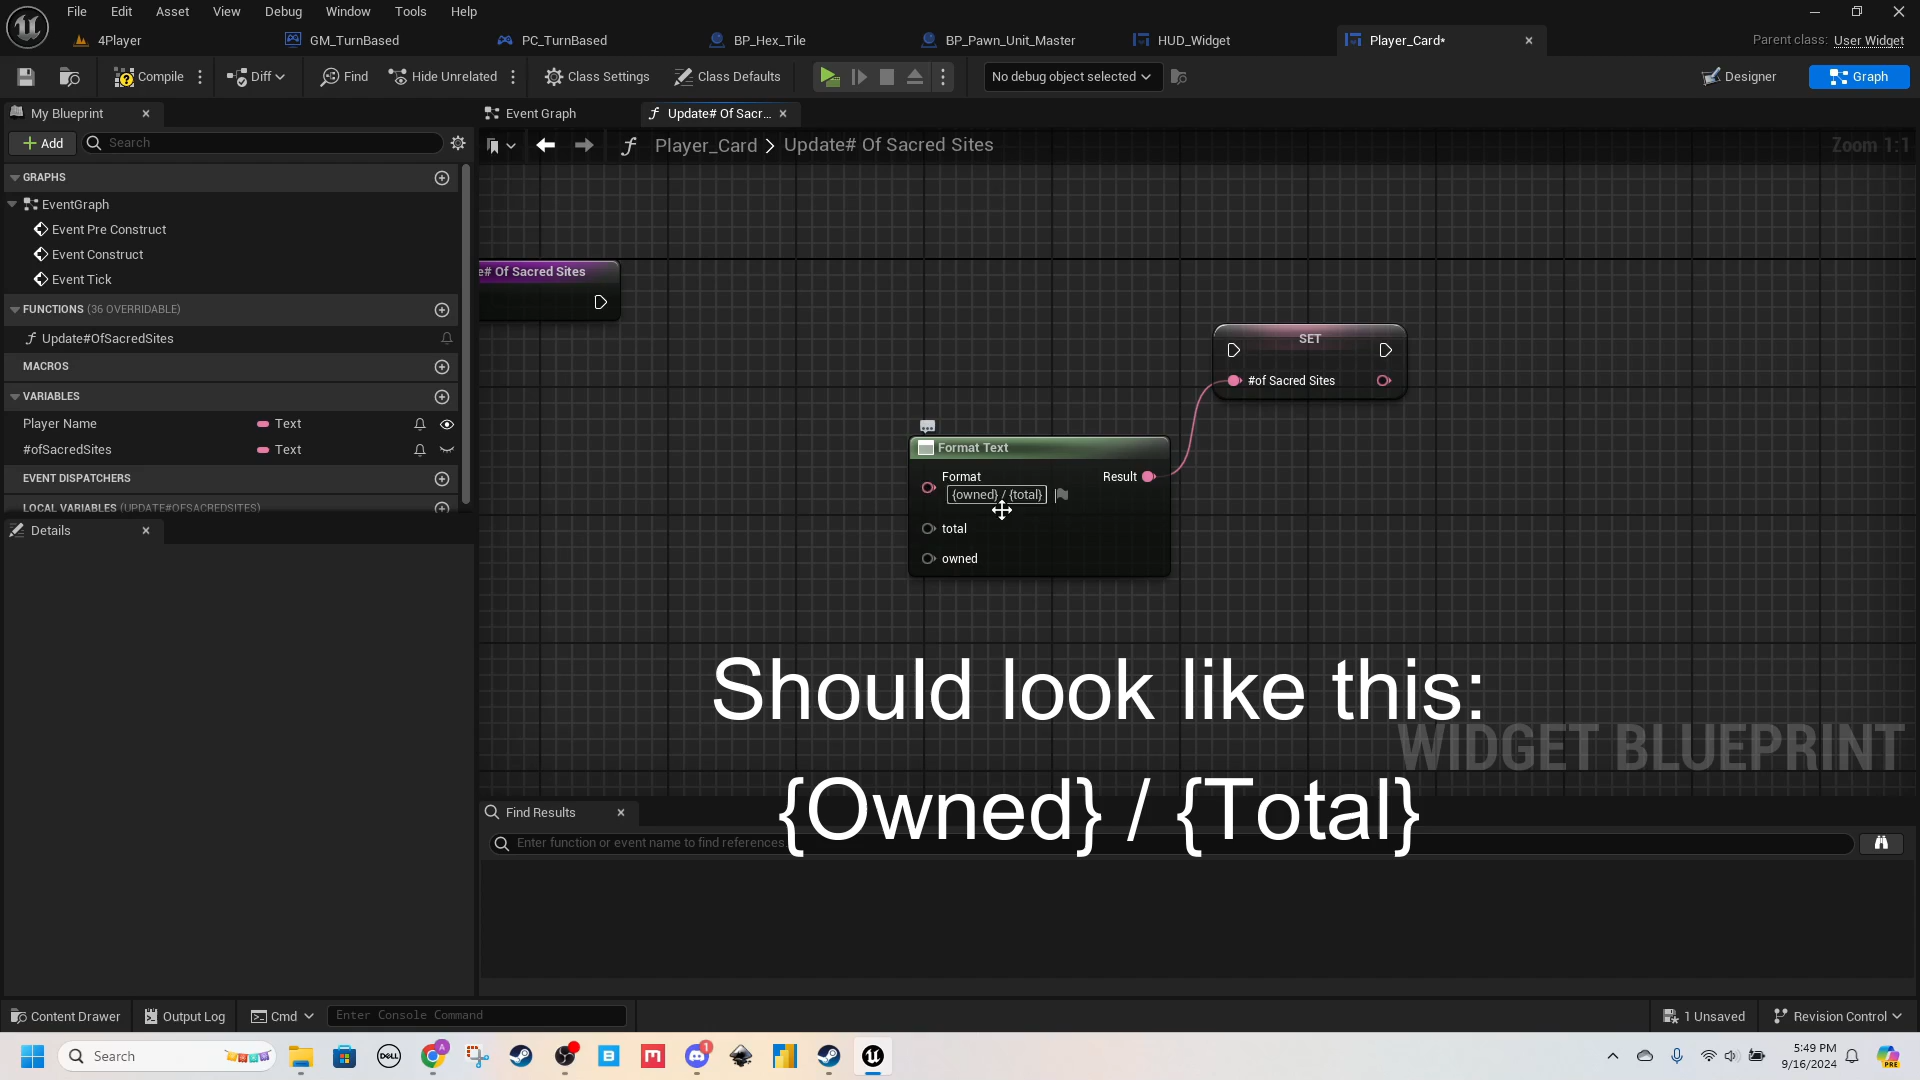 File Edit Asset View Debug Window Tools Help
4Player GM_TurnBased PC_TurnBased BP_Hex_Tile BP_Pawn_Unit_Master HUD_Widget Player_Card* Parent class: User Widget
Compile Diff Find Hide Unrelated Class Settings Class Defaults No debug object selected Designer Graph
My Blueprint
Event Graph Update# Of Sacr...
Add Search
Player_Card > Update# Of Sacred Sites
Zoom 1:1
GRAPHS
EventGraph
Event Pre Construct
Event Construct
Event Tick
FUNCTIONS (36 OVERRIDABLE)
Update#OfSacredSites
MACROS
VARIABLES
Player Name Text
#ofSacredSites Text
EVENT DISPATCHERS
LOCAL VARIABLES (UPDATE#OFSACREDSITES)
Details
e# Of Sacred Sites
SET
#of Sacred Sites
Format Text
Format Result
{owned} / {total}
total
owned
Should look like this:
{Owned} / {Total}
WIDGET BLUEPRINT
Find Results
Enter function or event name to find references
Content Drawer Output Log Cmd Enter Console Command 1 Unsaved Revision Control
Search
DELL
A
B
M
1
5:49 PM
9/16/2024
PRE